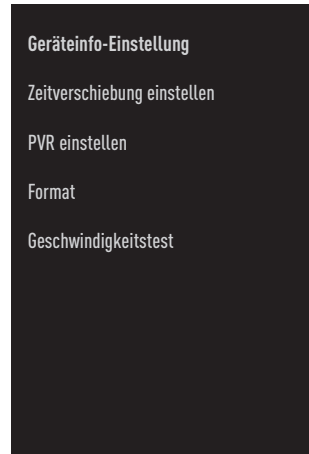 Geräteinfo-Einstellung
Zeitverschiebung einstellen
PVR einstellen
Format
Geschwindigkeitstest